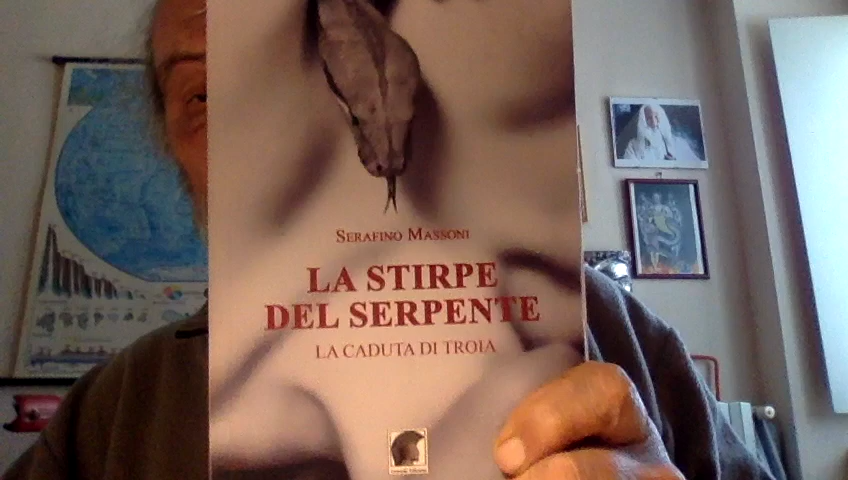 SERAFINO MASSONI
LA STIRPE
DEL SERPENTE
LA CADUTA DI TROIA